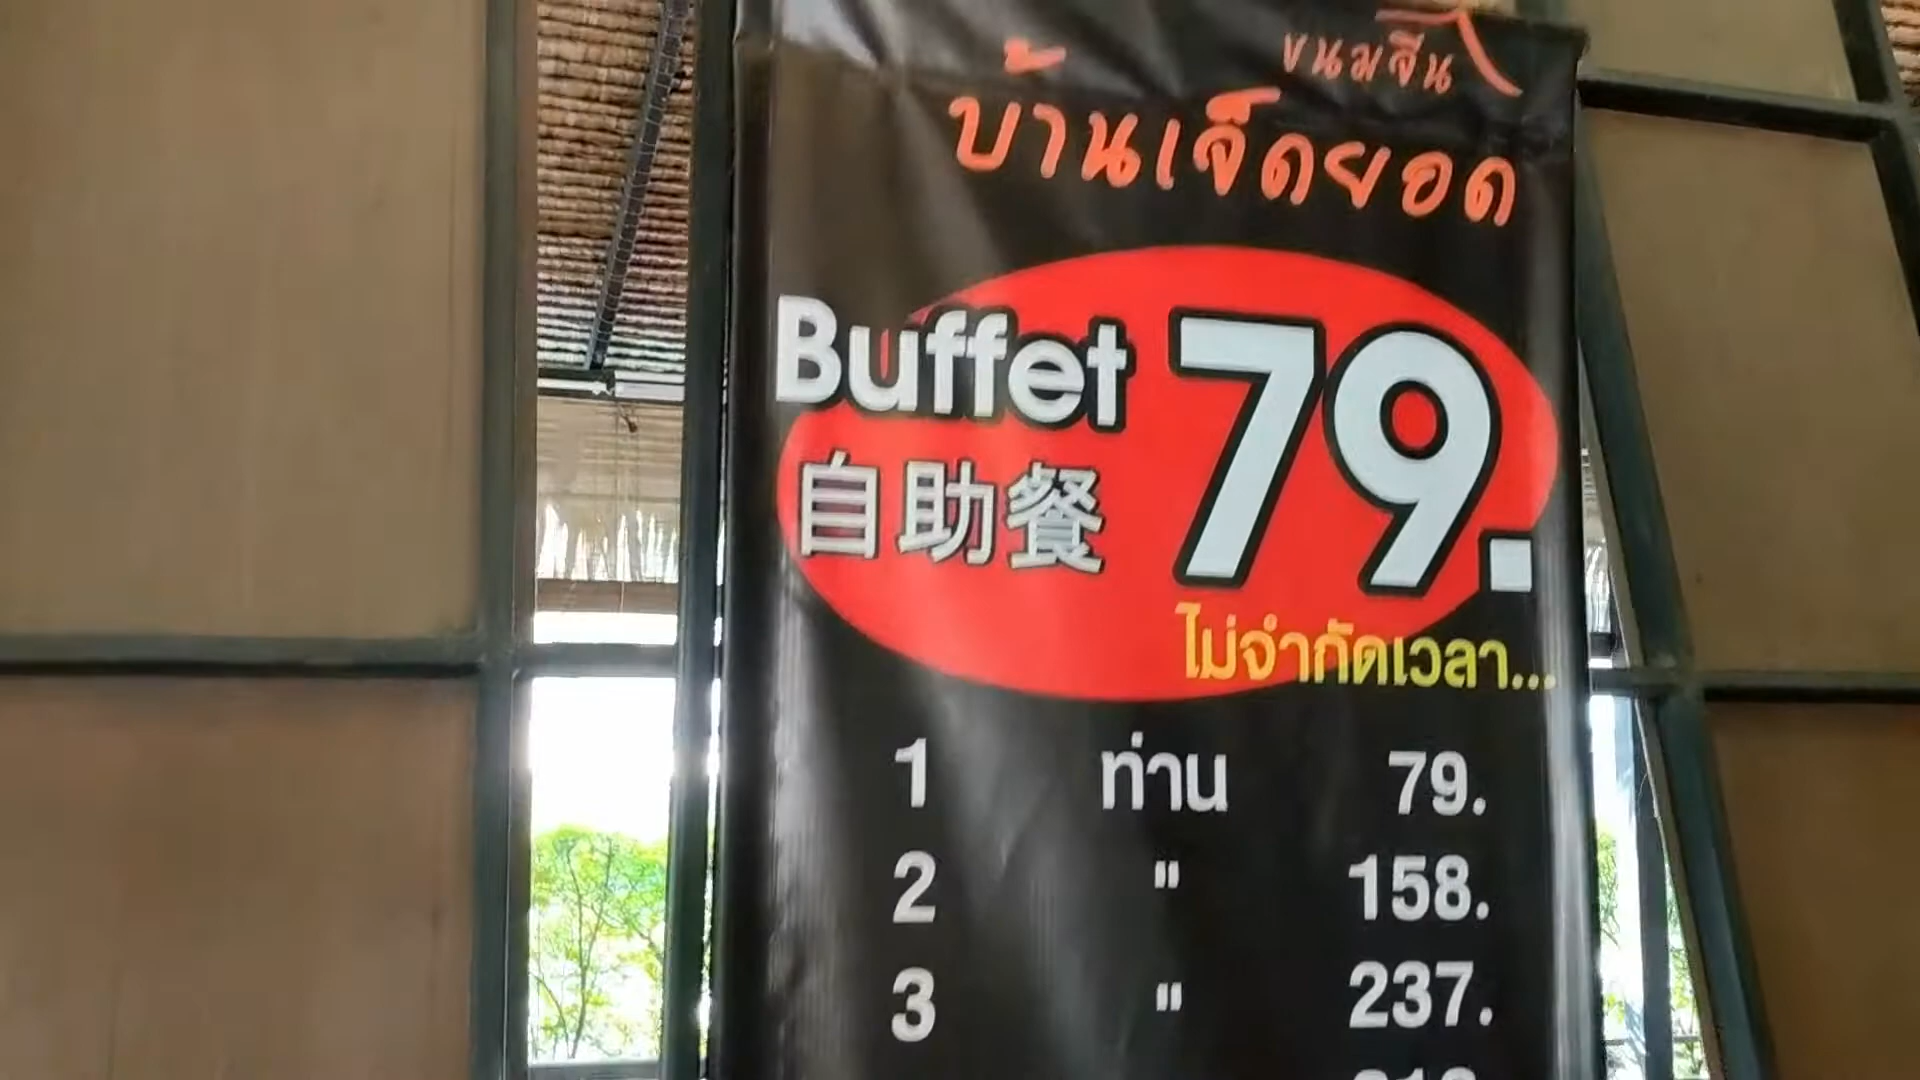 ขนมจีน
บ้านเจ็ดยอด
Buffet 79.
自助餐
ไม่จำกัดเวลา...
1 ท่าน 79.
2 " 158.
3 " 237.